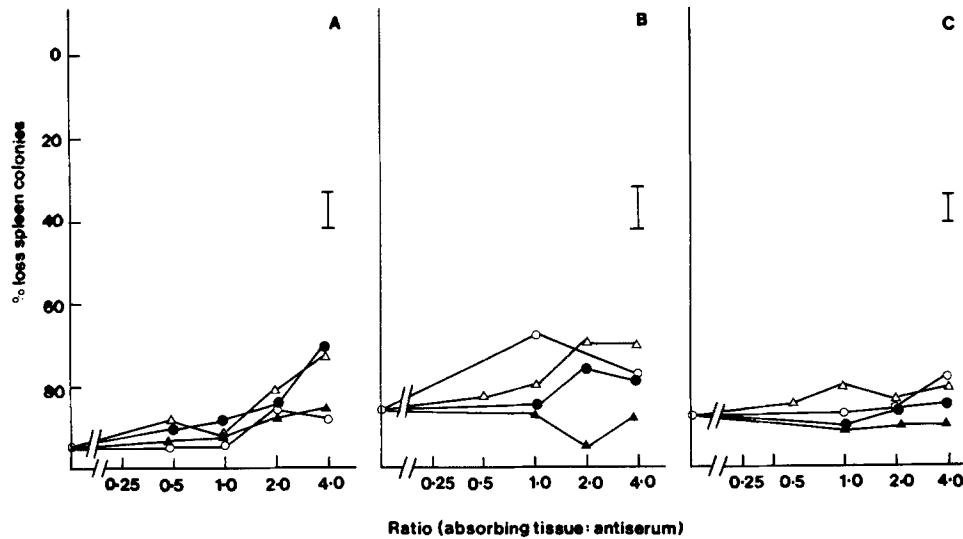 A B C
0
20
40
60
80
% loss spleen colonies
0·25 0·5 1·0 2·0 4·0 0·25 1·0 2·0 4·0 0·25 0·5 1·0 2·0 4·0
Ratio (absorbing tissue: antiserum)